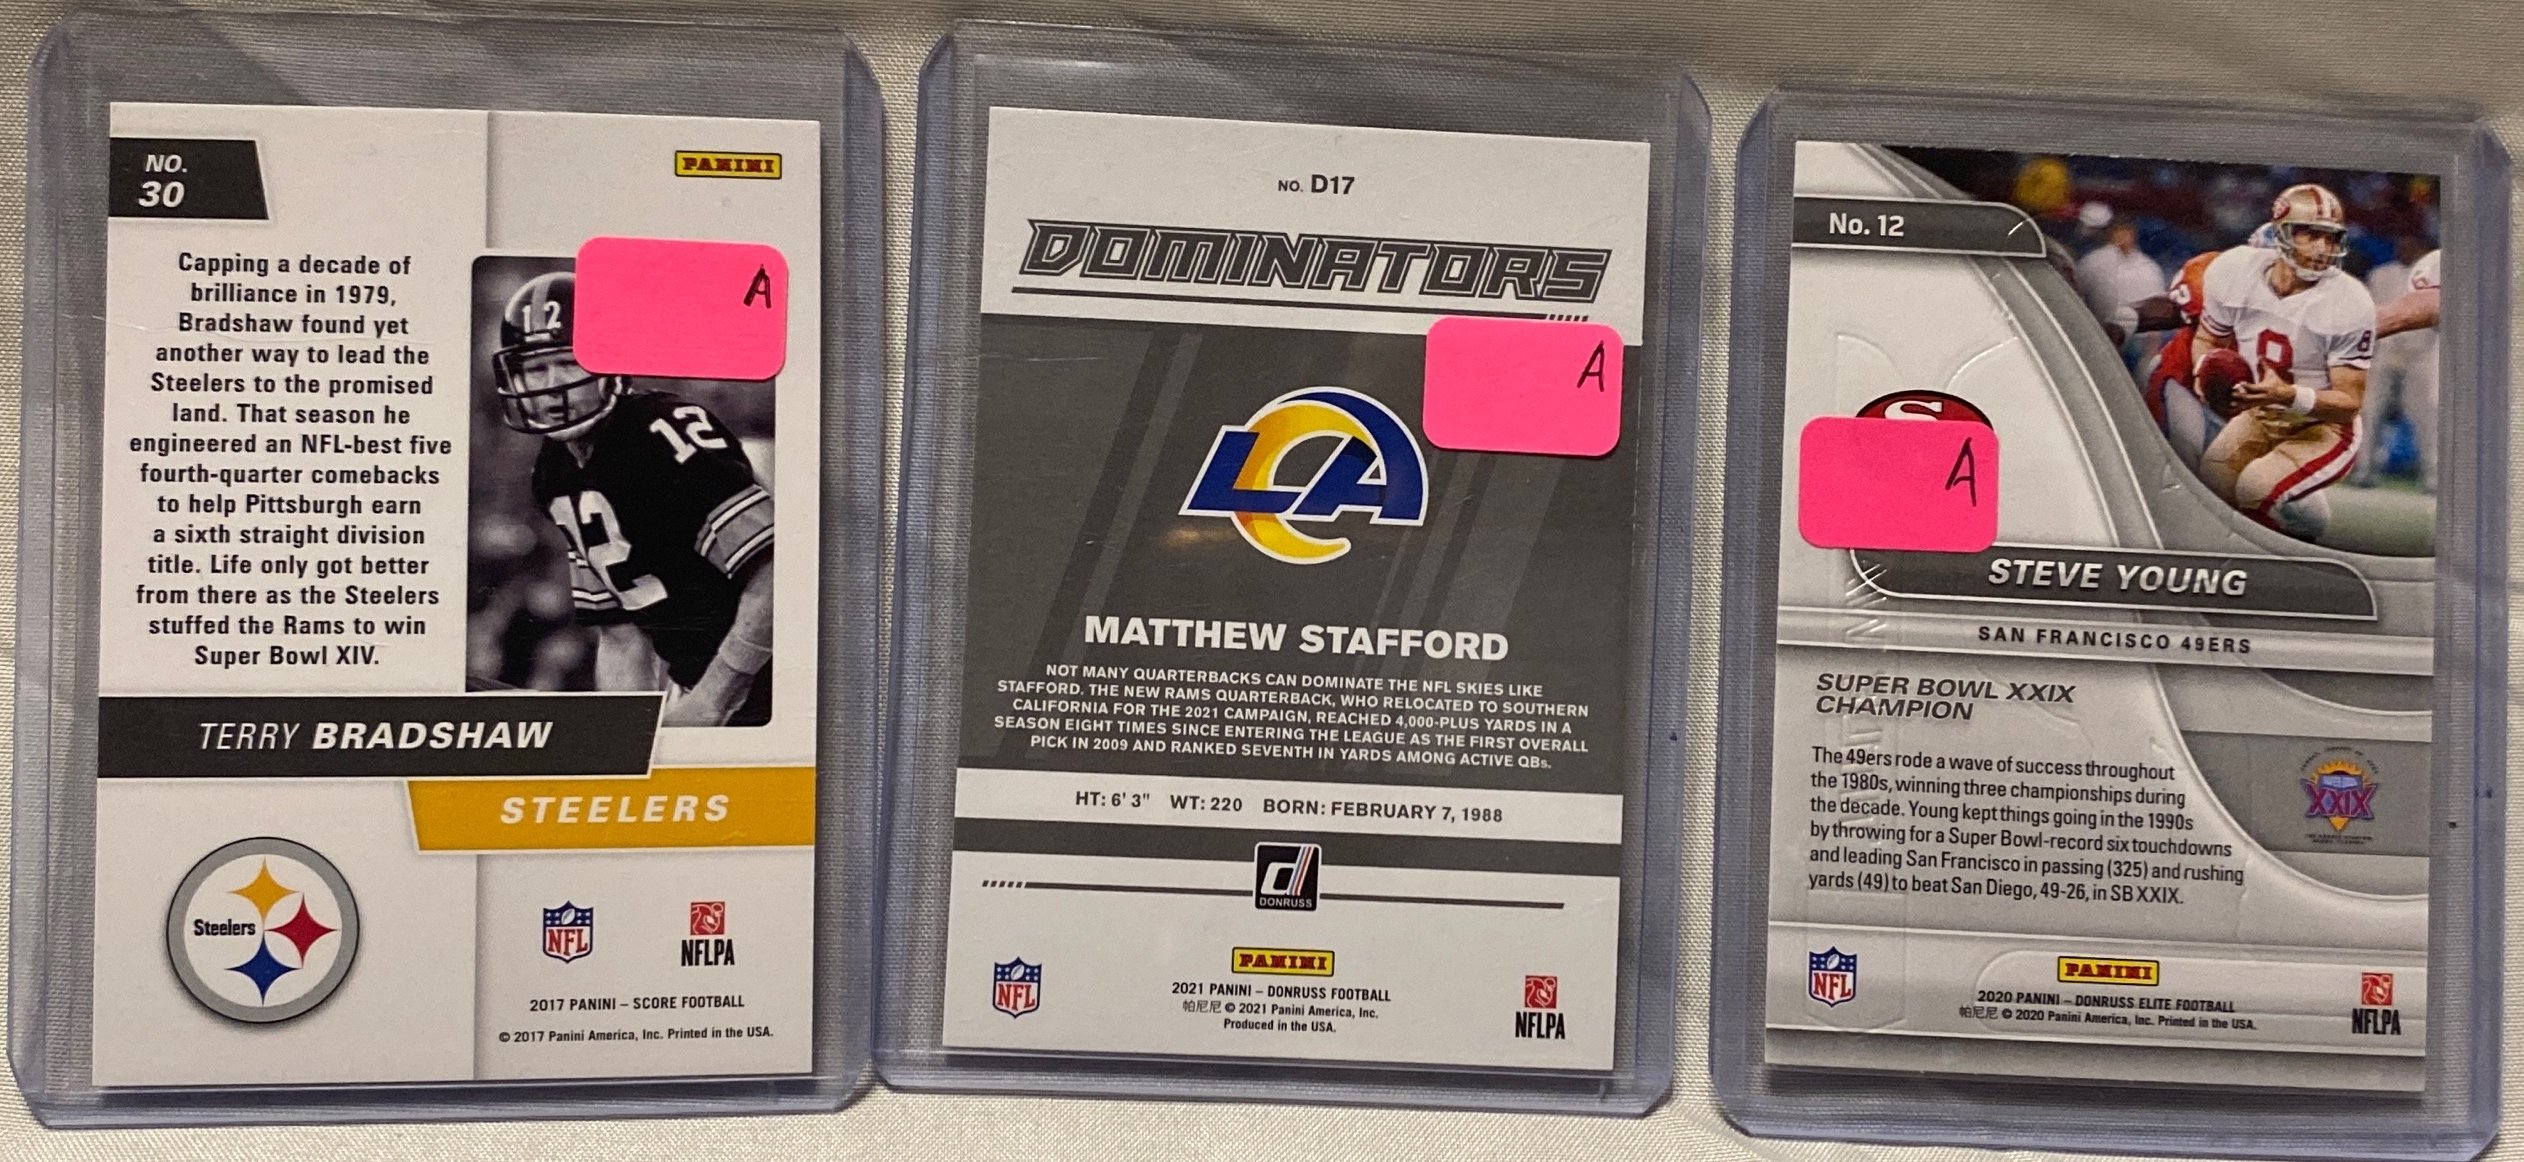 NO.
30
PANINI
A
Capping a decade of
brilliance in 1979,
Bradshaw found yet
another way to lead the
Steelers to the promised
land. That season he
engineered an NFL-best five
fourth-quarter comebacks
to help Pittsburgh earn
a sixth straight division
title. Life only got better
from there as the Steelers
stuffed the Rams to win
Super Bowl XIV.
12
12
12
TERRY BRADSHAW
STEELERS
Steelers
NFL
NFLPA
2017 PANINI – SCORE FOOTBALL
© 2017 Panini America, Inc. Printed in the USA.
NO. D17
DOMINATORS
A
LA
MATTHEW STAFFORD
NOT MANY QUARTERBACKS CAN DOMINATE THE NFL SKIES LIKE
STAFFORD. THE NEW RAMS QUARTERBACK, WHO RELOCATED TO SOUTHERN
CALIFORNIA FOR THE 2021 CAMPAIGN, REACHED 4,000-PLUS YARDS IN A
SEASON EIGHT TIMES SINCE ENTERING THE LEAGUE AS THE FIRST OVERALL
PICK IN 2009 AND RANKED SEVENTH IN YARDS AMONG ACTIVE QBs.
HT: 6' 3" WT: 220 BORN: FEBRUARY 7, 1988
DONRUSS
PANINI
NFL
2021 PANINI – DONRUSS FOOTBALL
帕尼尼 © 2021 Panini America, Inc.
Produced in the USA.
NFLPA
No. 12
8
A
STEVE YOUNG
SAN FRANCISCO 49ERS
SUPER BOWL XXIX
CHAMPION
The 49ers rode a wave of success throughout
the 1980s, winning three championships during
the decade. Young kept things going in the 1990s
by throwing for a Super Bowl-record six touchdowns
and leading San Francisco in passing (325) and rushing
yards (49) to beat San Diego, 49-26, in SB XXIX.
XXIX
NFL
PANINI
2020 PANINI – DONRUSS ELITE FOOTBALL
帕尼尼 © 2020 Panini America, Inc. Printed in the USA.
NFLPA